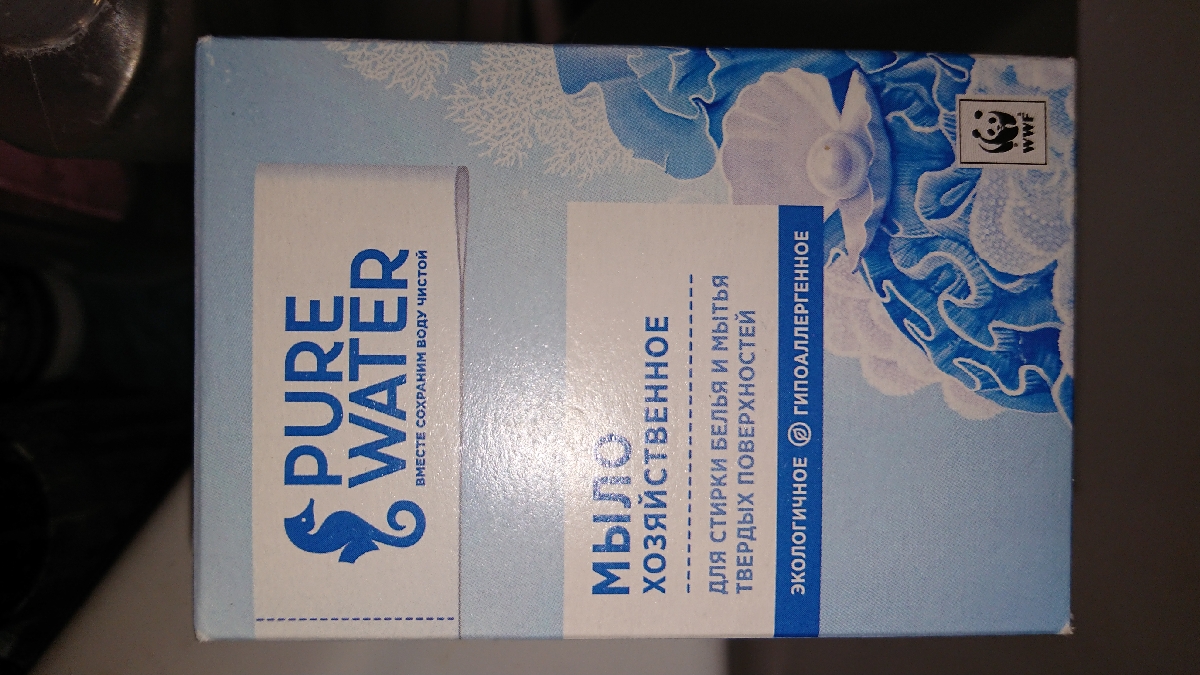 PURE
WATER
ВМЕСТЕ СОХРАНИМ ВОДУ ЧИСТОЙ
МЫЛО
ХОЗЯЙСТВЕННОЕ
ДЛЯ СТИРКИ БЕЛЬЯ И МЫТЬЯ
ТВЕРДЫХ ПОВЕРХНОСТЕЙ
ЭКОЛОГИЧНОЕ ГИПОАЛЛЕРГЕННОЕ
WWF